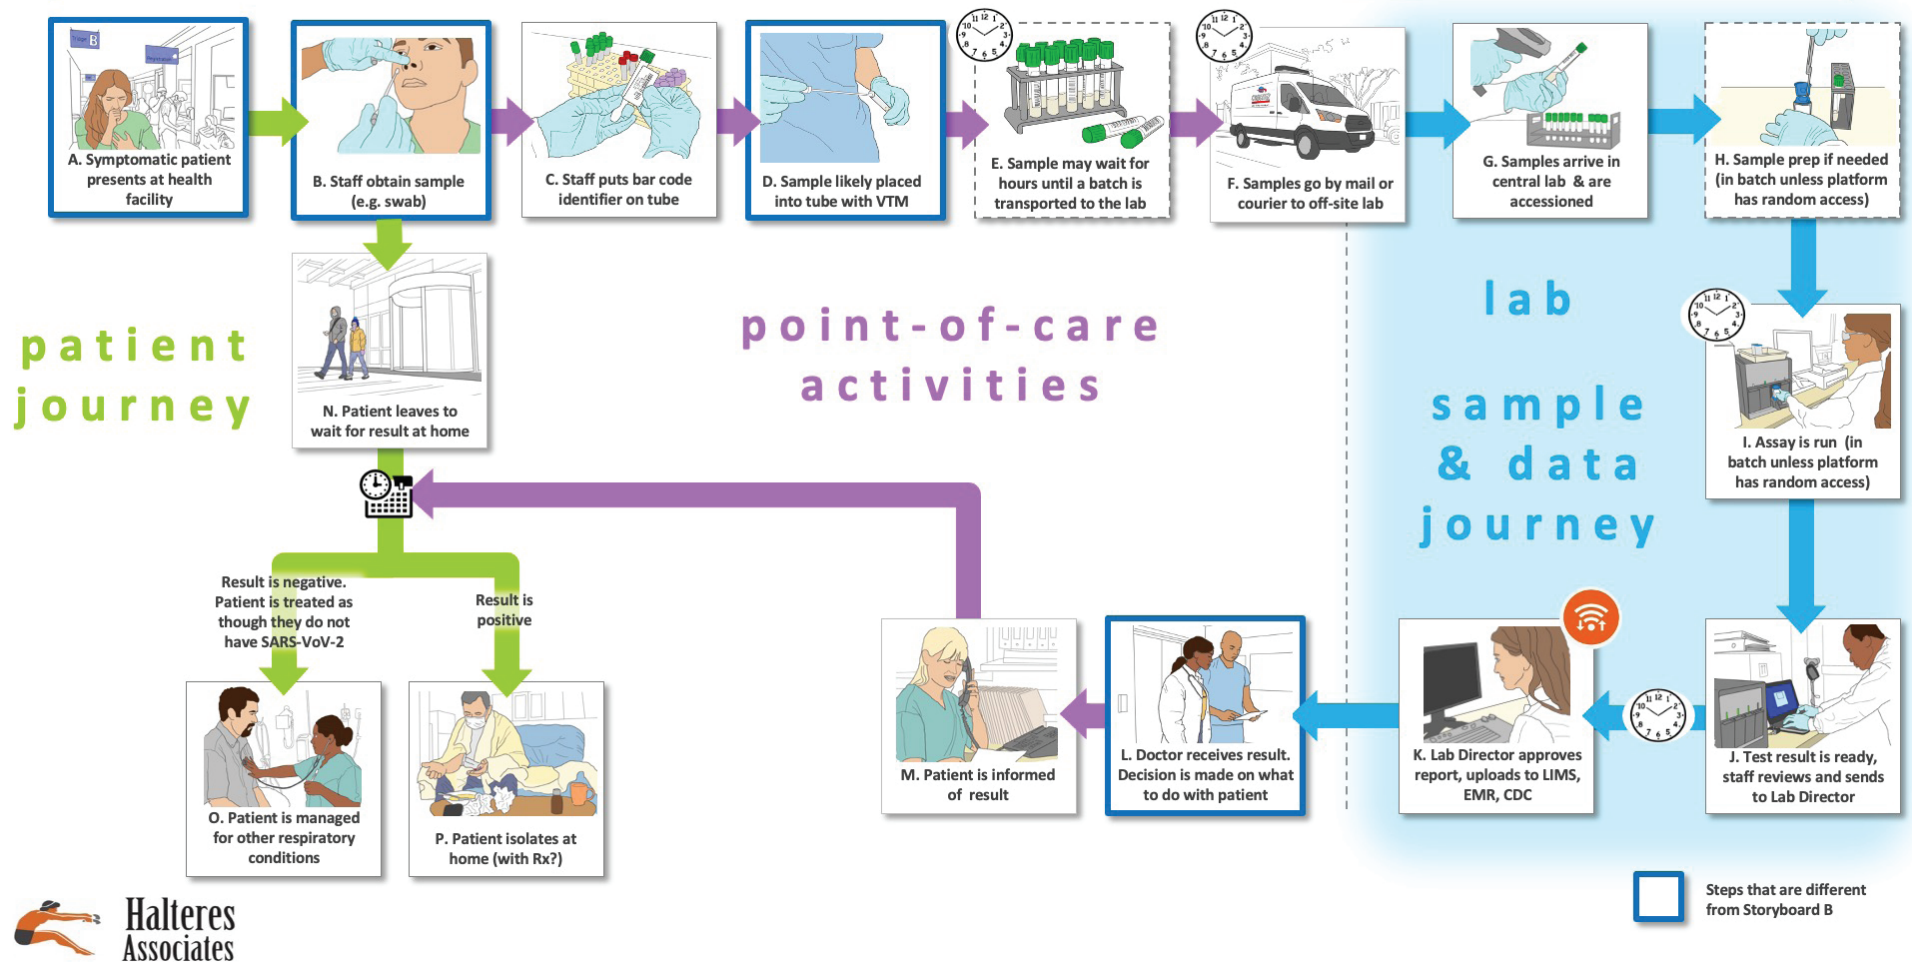 A. Symptomatic patient
presents at health
facility
B. Staff obtain sample
(e.g. swab)
C. Staff puts bar code
identifier on tube
D. Sample likely placed
into tube with VTM
E. Sample may wait for
hours until a batch is
transported to the lab
F. Samples go by mail or
courier to off-site lab
G. Samples arrive in
central lab & are
accessioned
H. Sample prep if needed
(in batch unless platform
has random access)
patient
journey
N. Patient leaves to
wait for result at home
point-of-care
activities
lab
sample
& data
journey
I. Assay is run (in
batch unless platform
has random access)
Result is negative.
Patient is treated as
though they do not
have SARS-VoV-2
Result is
positive
O. Patient is managed
for other respiratory
conditions
P. Patient isolates at
home (with Rx?)
M. Patient is informed
of result
L. Doctor receives result.
Decision is made on what
to do with patient
K. Lab Director approves
report, uploads to LIMS,
EMR, CDC
J. Test result is ready,
staff reviews and sends
to Lab Director
Halteres
Associates
Steps that are different
from Storyboard B